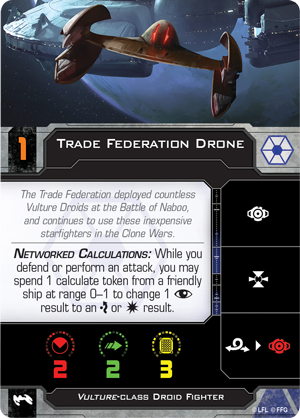 1
TRADE FEDERATION DRONE
The Trade Federation deployed countless
Vulture Droids at the Battle of Naboo,
and continues to use these inexpensive
starfighters in the Clone Wars.
NETWORKED CALCULATIONS: While you
defend or perform an attack, you may
spend 1 calculate token from a friendly
ship at range 0–1 to change 1
result to an or result.
2 2 3
VULTURE-CLASS DROID FIGHTER
©LFL ©FFG